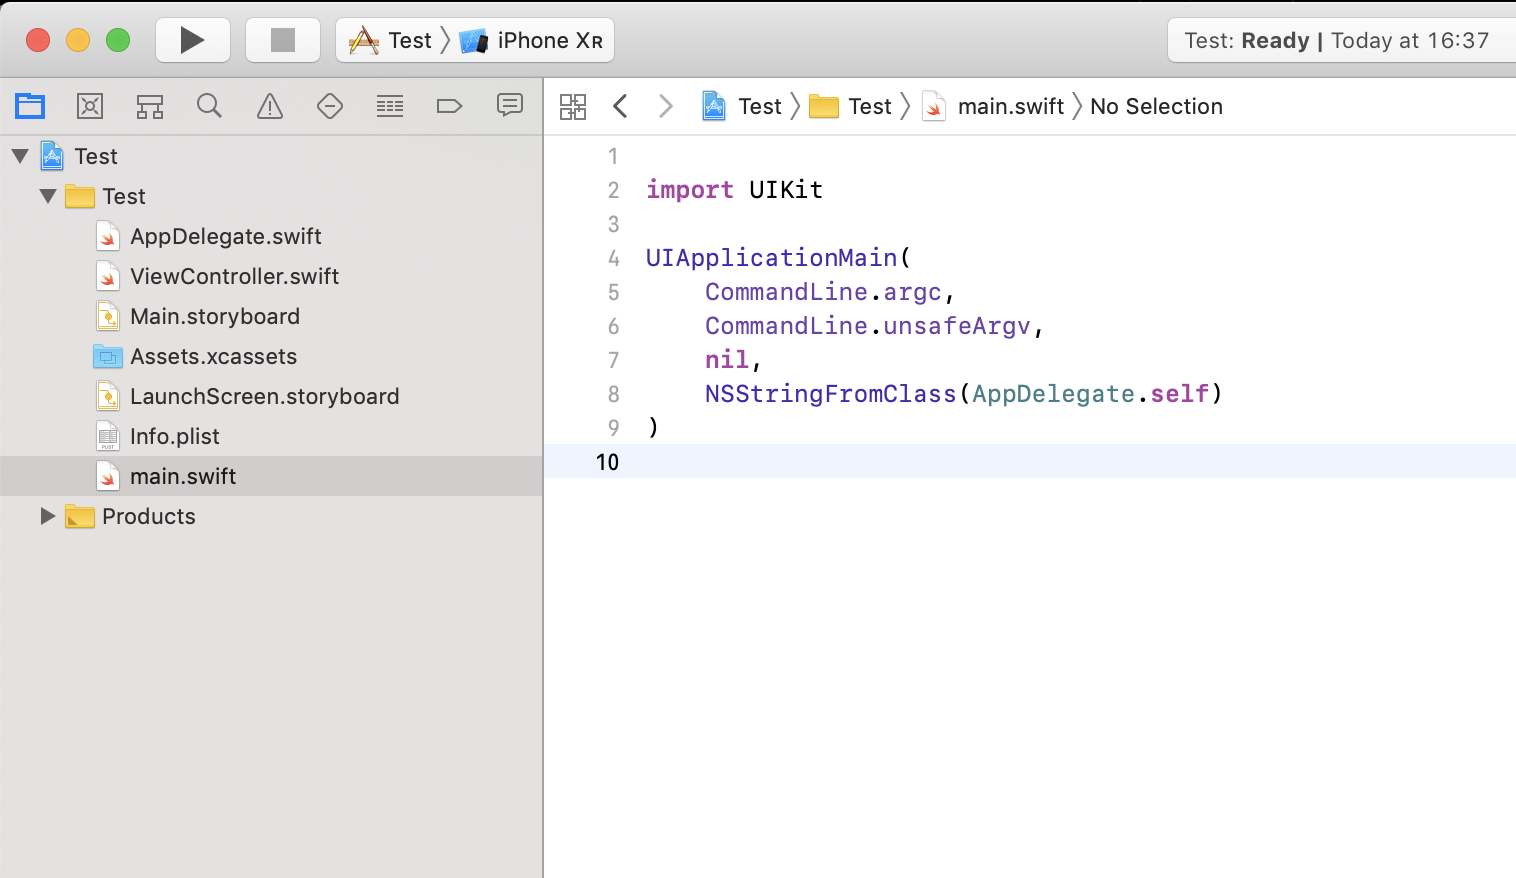 Test iPhone XR
Test: Ready | Today at 16:37
Test Test main.swift No Selection
Test
Test
AppDelegate.swift
ViewController.swift
Main.storyboard
Assets.xcassets
LaunchScreen.storyboard
Info.plist
main.swift
Products
1
2 import UIKit
3
4 UIApplicationMain(
5 CommandLine.argc,
6 CommandLine.unsafeArgv,
7 nil,
8 NSStringFromClass(AppDelegate.self)
9 )
10